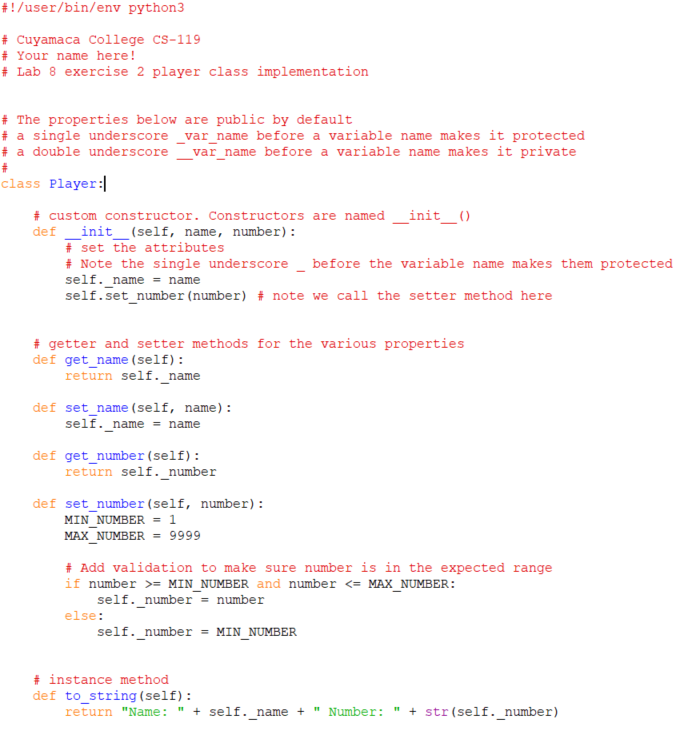 #!/user/bin/env python3
# Cuyamaca College CS-119
# Your name here!
# Lab 8 exercise 2 player class implementation
# The properties below are public by default
# a single underscore _var_name before a variable name makes it protected
# a double underscore __var_name before a variable name makes it private
#
class Player:
    # custom constructor. Constructors are named __init__()
    def __init__(self, name, number):
        # set the attributes
        # Note the single underscore _ before the variable name makes them protected
        self._name = name
        self.set_number(number) # note we call the setter method here
    # getter and setter methods for the various properties
    def get_name(self):
        return self._name
    def set_name(self, name):
        self._name = name
    def get_number(self):
        return self._number
    def set_number(self, number):
        MIN_NUMBER = 1
        MAX_NUMBER = 9999
        # Add validation to make sure number is in the expected range
        if number >= MIN_NUMBER and number <= MAX_NUMBER:
            self._number = number
        else:
            self._number = MIN_NUMBER
    # instance method
    def to_string(self):
        return "Name: " + self._name + " Number: " + str(self._number)